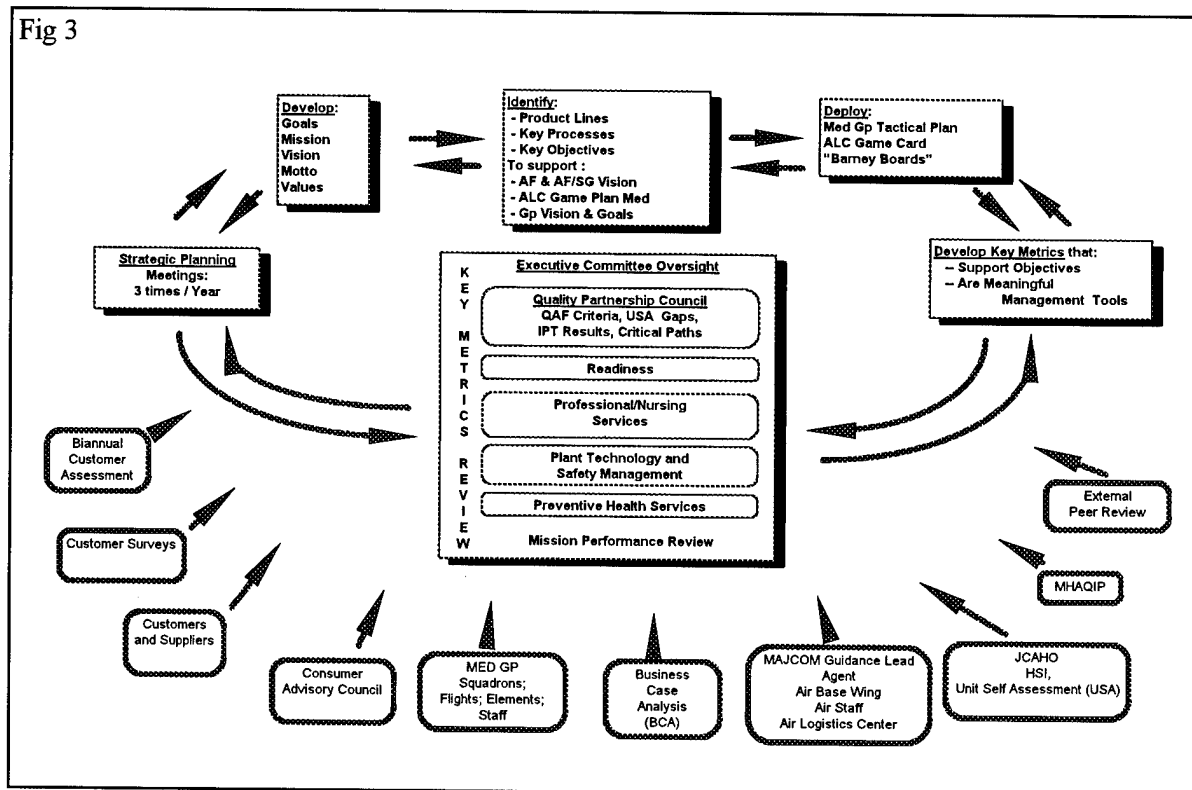 Fig 3
Develop:
Goals
Mission
Vision
Motto
Values
Identify:
- Product Lines
- Key Processes
- Key Objectives
To support :
- AF & AF/SG Vision
- ALC Game Plan Med
- Gp Vision & Goals
Deploy:
Med Gp Tactical Plan
ALC Game Card
"Barney Boards"
Strategic Planning
Meetings:
3 times / Year
KEY METRICS REVIEW
Executive Committee Oversight
Quality Partnership Council
QAF Criteria, USA Gaps,
IPT Results, Critical Paths
Readiness
Professional/Nursing
Services
Plant Technology and
Safety Management
Preventive Health Services
Mission Performance Review
Develop Key Metrics that:
– Support Objectives
– Are Meaningful
Management Tools
Biannual
Customer
Assessment
Customer Surveys
Customers
and Suppliers
Consumer
Advisory Council
MED GP
Squadrons;
Flights; Elements;
Staff
Business
Case
Analysis
(BCA)
MAJCOM Guidance Lead
Agent
Air Base Wing
Air Staff
Air Logistics Center
JCAHO
HSI,
Unit Self Assessment (USA)
MHAQIP
External
Peer Review